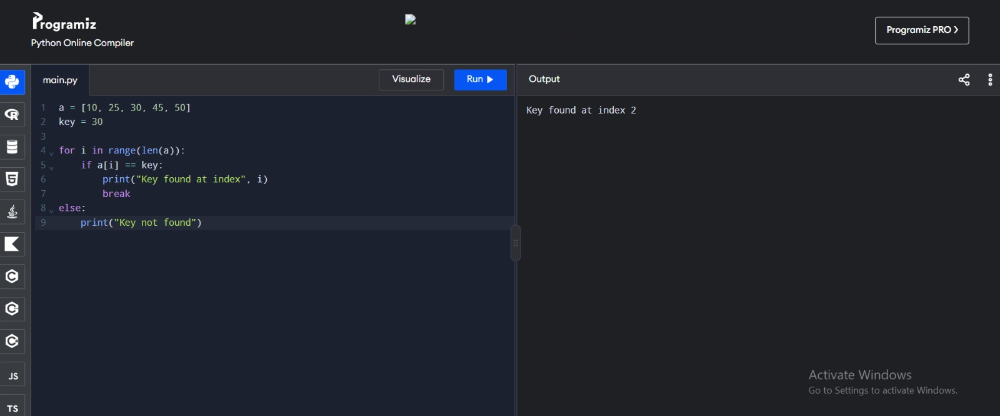 Programiz
Python Online Compiler
Programiz PRO >
main.py
Visualize
Run
Output
1 a = [10, 25, 30, 45, 50]
2 key = 30
3
4 for i in range(len(a)):
5     if a[i] == key:
6         print("Key found at index", i)
7         break
8 else:
9     print("Key not found")
Key found at index 2
JS
TS
Activate Windows
Go to Settings to activate Windows.